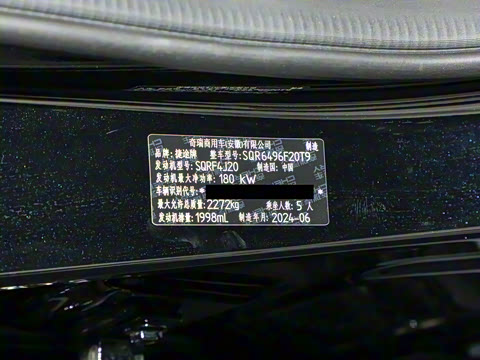 奇瑞商用车(安徽)有限公司 制造
品牌:捷途牌 整车型号:SQR6496F20T9
发动机型号:SQRF4J20 制造国:中国
发动机最大净功率:180 kW
车辆识别代号:
最大允许总质量:2272kg 乘坐人数:5 人
发动机排量:1998mL 制造年月:2024-06